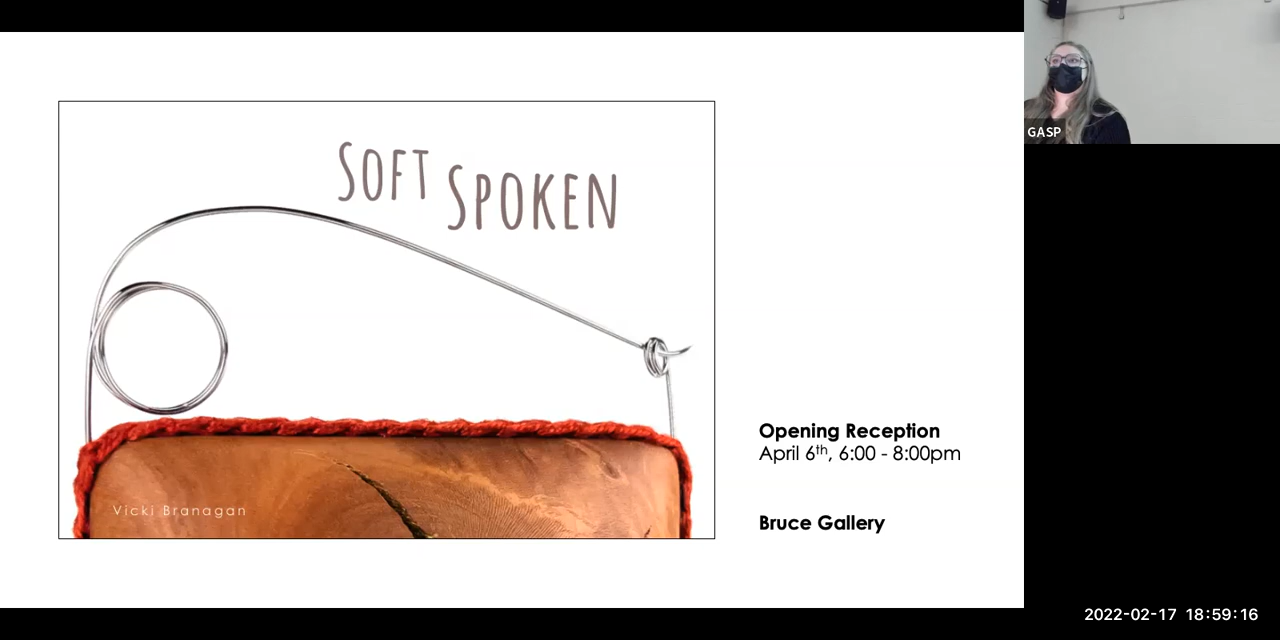 Soft Spoken
Vicki Branagan
Opening Reception
April 6th, 6:00 - 8:00pm
Bruce Gallery
GASP
2022-02-17 18:59:16